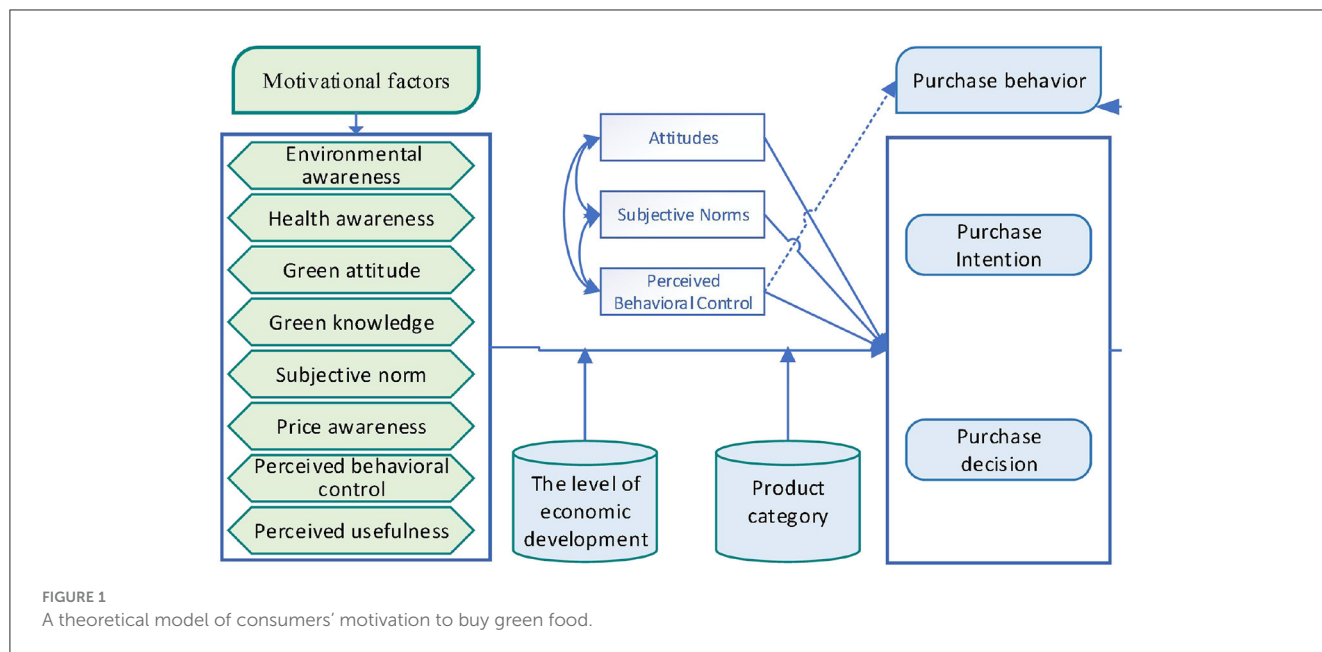 Motivational factors
Environmental
awareness
Health awareness
Green attitude
Green knowledge
Subjective norm
Price awareness
Perceived behavioral
control
Perceived usefulness
Attitudes
Subjective Norms
Perceived
Behavioral Control
The level of
economic
development
Product
category
Purchase behavior
Purchase
Intention
Purchase
decision
FIGURE 1
A theoretical model of consumers’ motivation to buy green food.